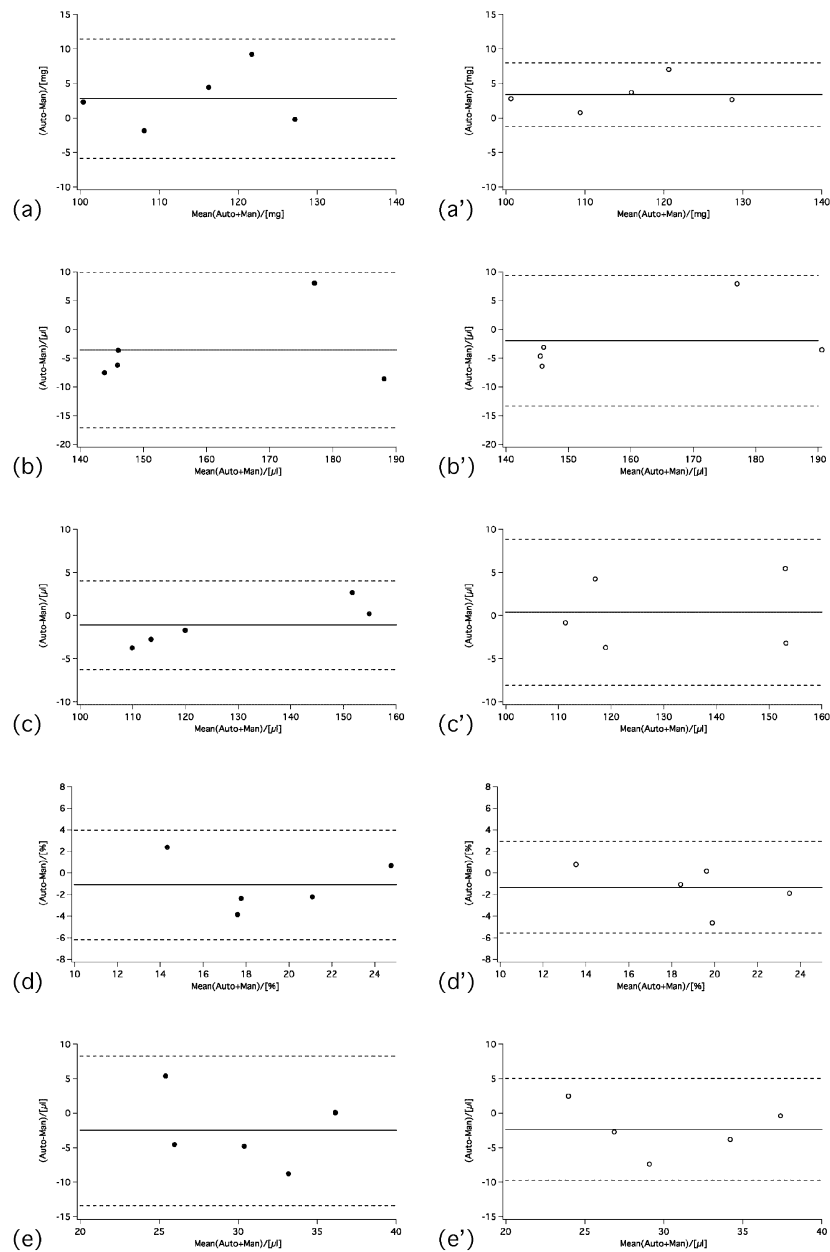 15
10
5
0
-5
-10
(Auto-Man)/[mg]
100 110 120 130 140
Mean(Auto+Man)/[mg]
(a)
15
10
5
0
-5
-10
(Auto-Man)/[mg]
100 110 120 130 140
Mean(Auto+Man)/[mg]
(a')
10
5
0
-5
-10
-15
-20
(Auto-Man)/[µl]
140 150 160 170 180 190
Mean(Auto+Man)/[µl]
(b)
10
5
0
-5
-10
-15
-20
(Auto-Man)/[µl]
140 150 160 170 180 190
Mean(Auto+Man)/[µl]
(b')
10
5
0
-5
-10
(Auto-Man)/[µl]
100 110 120 130 140 150 160
Mean(Auto+Man)/[µl]
(c)
10
5
0
-5
-10
(Auto-Man)/[µl]
100 110 120 130 140 150 160
Mean(Auto+Man)/[µl]
(c')
8
6
4
2
0
-2
-4
-6
-8
(Auto-Man)/[%]
10 12 14 16 18 20 22 24
Mean(Auto+Man)/[%]
(d)
8
6
4
2
0
-2
-4
-6
-8
(Auto-Man)/[%]
10 12 14 16 18 20 22 24
Mean(Auto+Man)/[%]
(d')
10
5
0
-5
-10
-15
(Auto-Man)/[µl]
20 25 30 35 40
Mean(Auto+Man)/[µl]
(e)
10
5
0
-5
-10
-15
(Auto-Man)/[µl]
20 25 30 35 40
Mean(Auto+Man)/[µl]
(e')